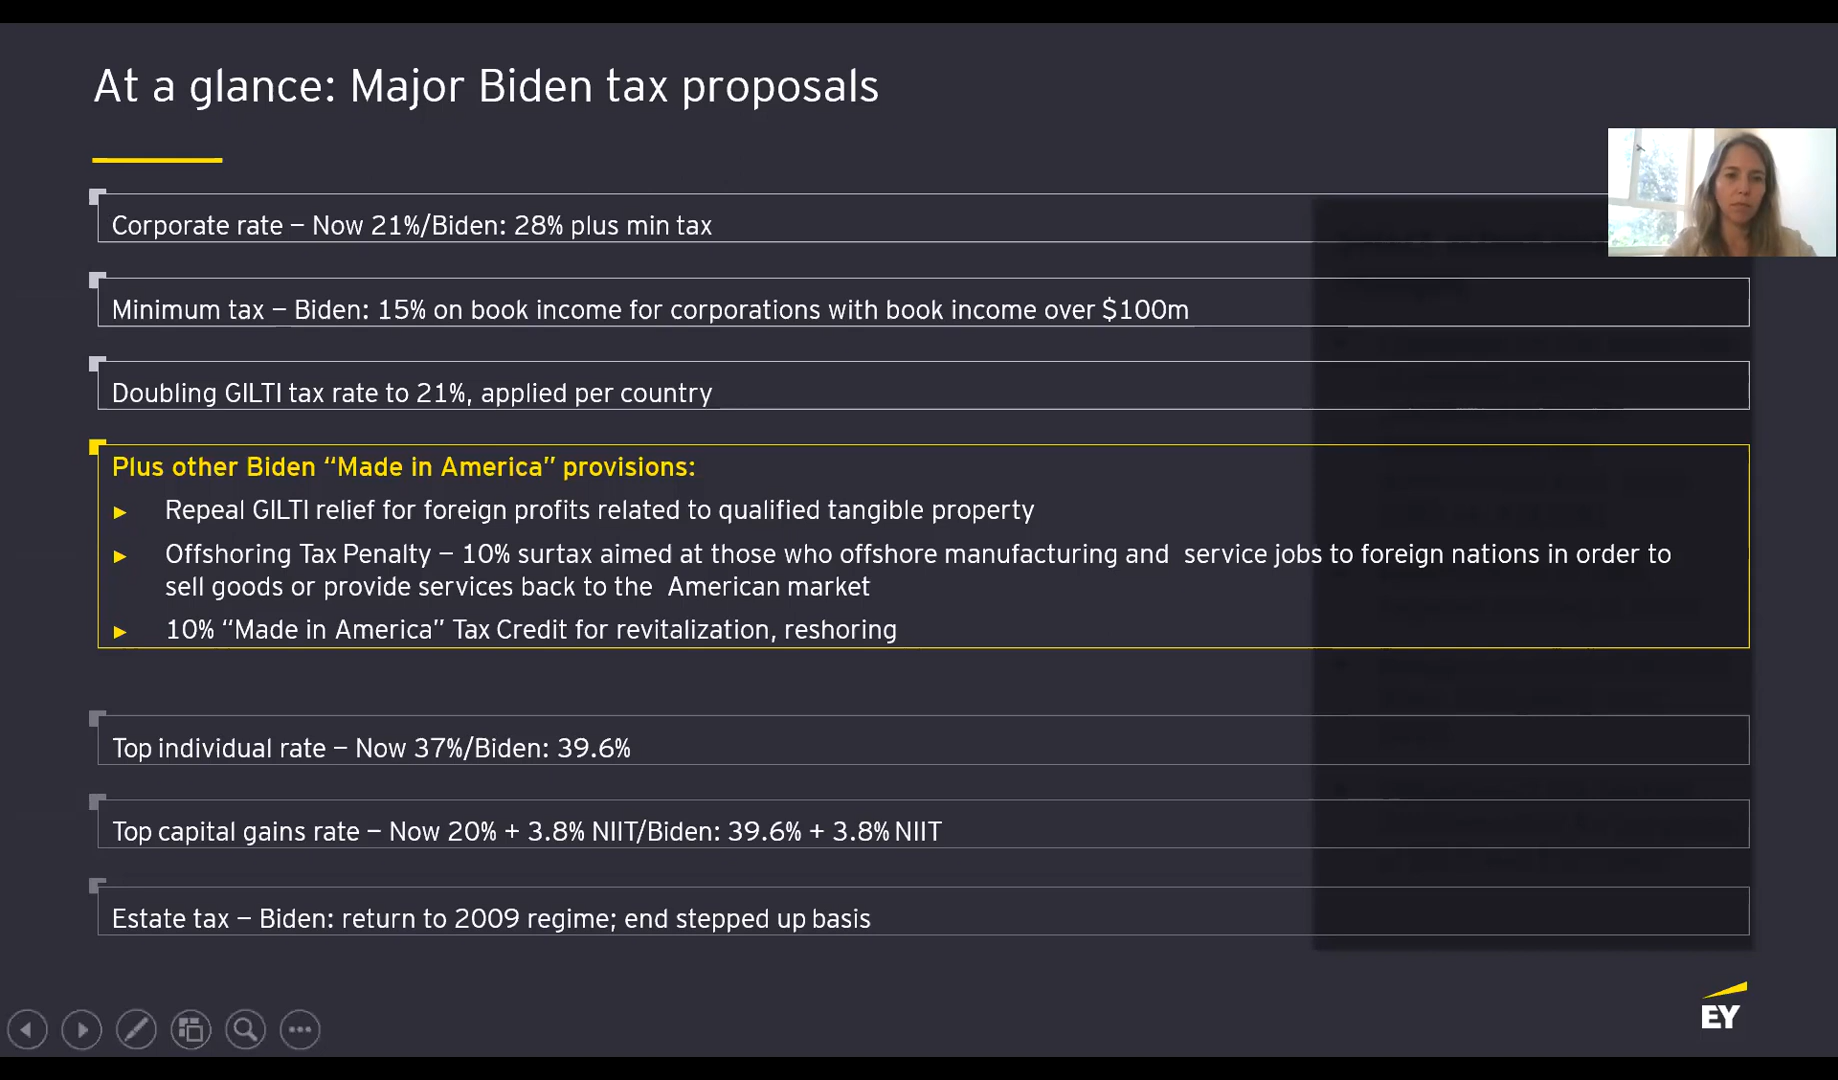 At a glance: Major Biden tax proposals
Corporate rate – Now 21%/Biden: 28% plus min tax
Minimum tax – Biden: 15% on book income for corporations with book income over $100m
Doubling GILTI tax rate to 21%, applied per country
Plus other Biden “Made in America” provisions:
► Repeal GILTI relief for foreign profits related to qualified tangible property
► Offshoring Tax Penalty – 10% surtax aimed at those who offshore manufacturing and service jobs to foreign nations in order to
sell goods or provide services back to the American market
► 10% “Made in America” Tax Credit for revitalization, reshoring
Top individual rate – Now 37%/Biden: 39.6%
Top capital gains rate – Now 20% + 3.8% NIIT/Biden: 39.6% + 3.8% NIIT
Estate tax – Biden: return to 2009 regime; end stepped up basis
EY